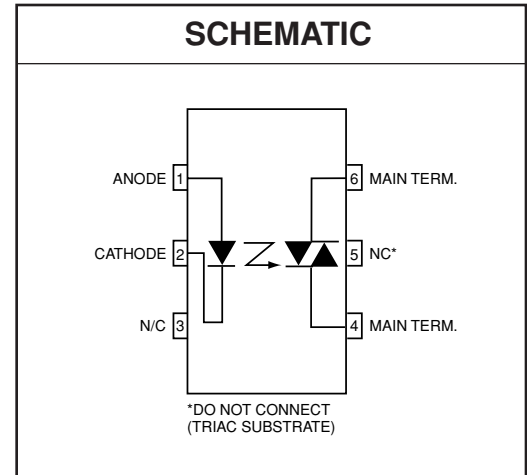 SCHEMATIC
ANODE 1
6 MAIN TERM.
CATHODE 2
5 NC*
N/C 3
4 MAIN TERM.
*DO NOT CONNECT
(TRIAC SUBSTRATE)